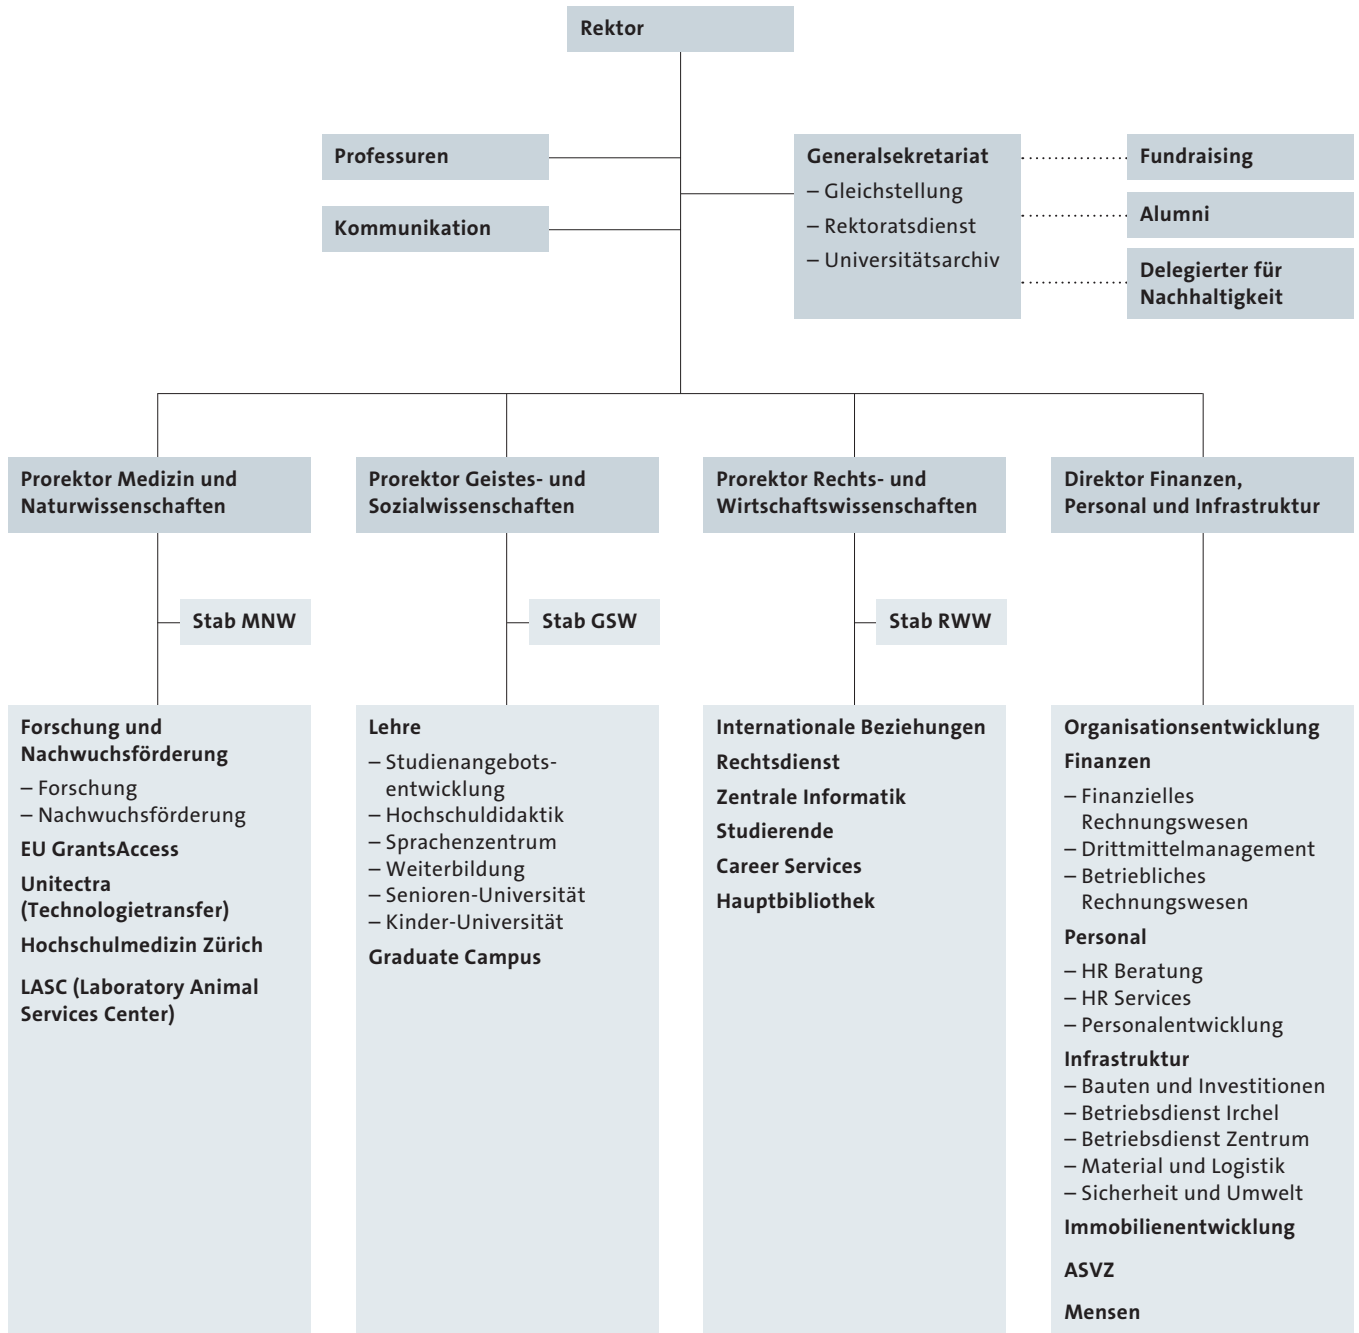 Rektor
Professuren
Kommunikation
Generalsekretariat
– Gleichstellung
– Rektoratsdienst
– Universitätsarchiv
Fundraising
Alumni
Delegierter für
Nachhaltigkeit
Prorektor Medizin und
Naturwissenschaften
Prorektor Geistes- und
Sozialwissenschaften
Prorektor Rechts- und
Wirtschaftswissenschaften
Direktor Finanzen,
Personal und Infrastruktur
Stab MNW
Stab GSW
Stab RWW
Forschung und
Nachwuchsförderung
– Forschung
– Nachwuchsförderung
EU GrantsAccess
Unitectra
(Technologietransfer)
Hochschulmedizin Zürich
LASC (Laboratory Animal
Services Center)
Lehre
– Studienangebots-
entwicklung
– Hochschuldidaktik
– Sprachenzentrum
– Weiterbildung
– Senioren-Universität
– Kinder-Universität
Graduate Campus
Internationale Beziehungen
Rechtsdienst
Zentrale Informatik
Studierende
Career Services
Hauptbibliothek
Organisationsentwicklung
Finanzen
– Finanzielles
Rechnungswesen
– Drittmittelmanagement
– Betriebliches
Rechnungswesen
Personal
– HR Beratung
– HR Services
– Personalentwicklung
Infrastruktur
– Bauten und Investitionen
– Betriebsdienst Irchel
– Betriebsdienst Zentrum
– Material und Logistik
– Sicherheit und Umwelt
Immobilienentwicklung
ASVZ
Mensen